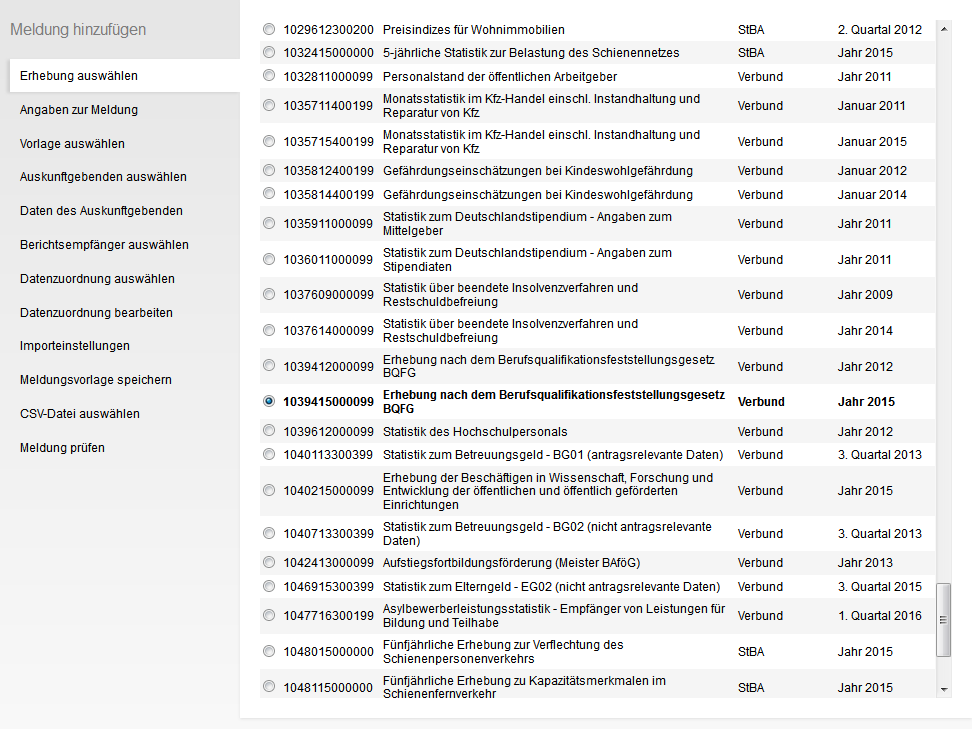 Meldung hinzufügen
Erhebung auswählen
Angaben zur Meldung
Vorlage auswählen
Auskunftgebenden auswählen
Daten des Auskunftgebenden
Berichtsempfänger auswählen
Datenzuordnung auswählen
Datenzuordnung bearbeiten
Importeinstellungen
Meldungsvorlage speichern
CSV-Datei auswählen
Meldung prüfen
1029612300200 Preisindizes für Wohnimmobilien StBA 2. Quartal 2012
1032415000000 5-jährliche Statistik zur Belastung des Schienennetzes StBA Jahr 2015
1032811000099 Personalstand der öffentlichen Arbeitgeber Verbund Jahr 2011
1035711400199 Monatsstatistik im Kfz-Handel einschl. Instandhaltung und Verbund Januar 2011
Reparatur von Kfz
1035715400199 Monatsstatistik im Kfz-Handel einschl. Instandhaltung und Verbund Januar 2015
Reparatur von Kfz
1035812400199 Gefährdungseinschätzungen bei Kindeswohlgefährdung Verbund Januar 2012
1035814400199 Gefährdungseinschätzungen bei Kindeswohlgefährdung Verbund Januar 2014
1035911000099 Statistik zum Deutschlandstipendium - Angaben zum Verbund Jahr 2011
Mittelgeber
1036011000099 Statistik zum Deutschlandstipendium - Angaben zum Verbund Jahr 2011
Stipendiaten
1037609000099 Statistik über beendete Insolvenzverfahren und Verbund Jahr 2009
Restschuldbefreiung
1037614000099 Statistik über beendete Insolvenzverfahren und Verbund Jahr 2014
Restschuldbefreiung
1039412000099 Erhebung nach dem Berufsqualifikationsfeststellungsgesetz Verbund Jahr 2012
BQFG
1039415000099 Erhebung nach dem Berufsqualifikationsfeststellungsgesetz Verbund Jahr 2015
BQFG
1039612000099 Statistik des Hochschulpersonals Verbund Jahr 2012
1040113300399 Statistik zum Betreuungsgeld - BG01 (antragsrelevante Daten) Verbund 3. Quartal 2013
1040215000099 Erhebung der Beschäftigen in Wissenschaft, Forschung und Verbund Jahr 2015
Entwicklung der öffentlichen und öffentlich geförderten
Einrichtungen
1040713300399 Statistik zum Betreuungsgeld - BG02 (nicht antragsrelevante Verbund 3. Quartal 2013
Daten)
1042413000099 Aufstiegsfortbildungsförderung (Meister BAföG) Verbund Jahr 2013
1046915300399 Statistik zum Elterngeld - EG02 (nicht antragsrelevante Daten) Verbund 3. Quartal 2015
1047716300199 Asylbewerberleistungsstatistik - Empfänger von Leistungen für Verbund 1. Quartal 2016
Bildung und Teilhabe
1048015000000 Fünfjährliche Erhebung zur Verflechtung des StBA Jahr 2015
Schienenpersonenverkehrs
1048115000000 Fünfjährliche Erhebung zu Kapazitätsmerkmalen im StBA Jahr 2015
Schienenfernverkehr